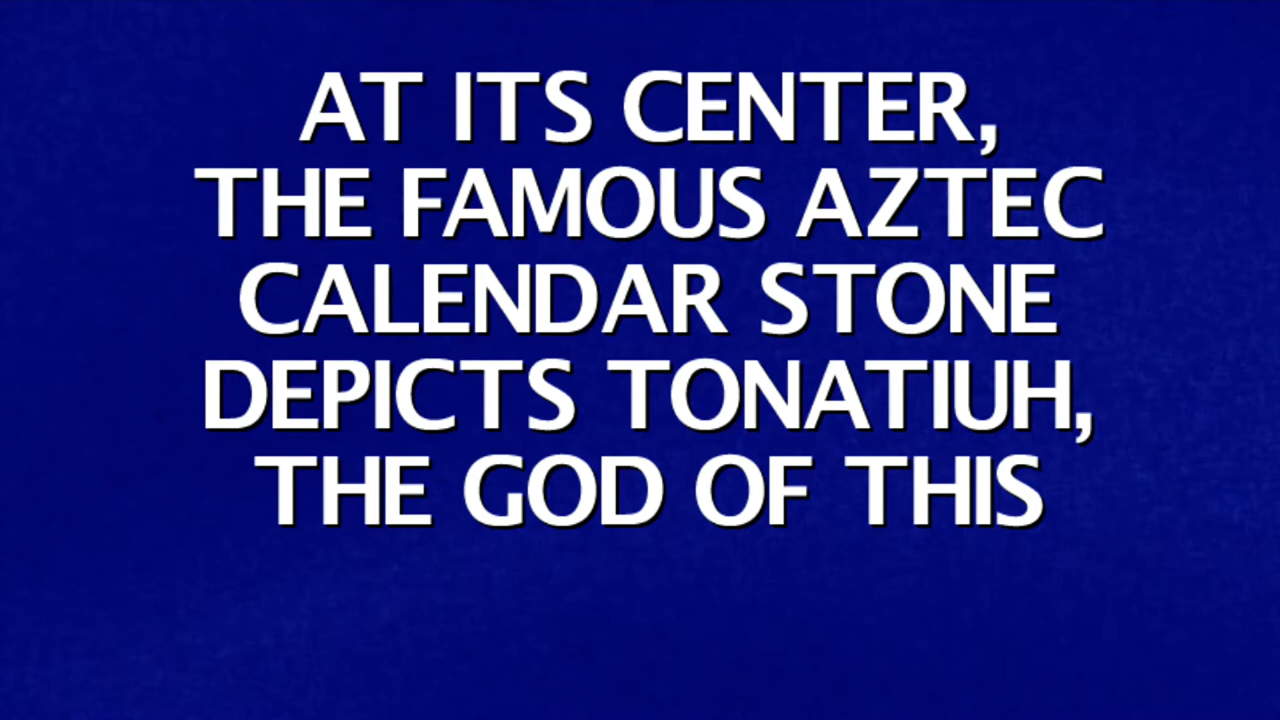 AT ITS CENTER,
THE FAMOUS AZTEC
CALENDAR STONE
DEPICTS TONATIUH,
THE GOD OF THIS